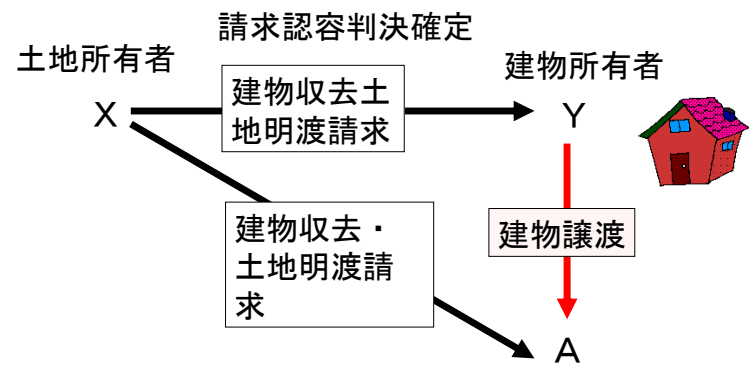 請求認容判決確定
土地所有者
建物所有者
建物収去土
地明渡請求
X
Y
建物収去・
土地明渡請
求
建物譲渡
A